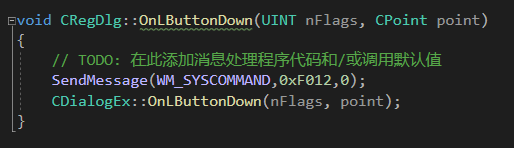 void CRegDlg::OnLButtonDown(UINT nFlags, CPoint point)
{
// TODO: 在此添加消息处理程序代码和/或调用默认值
SendMessage(WM_SYSCOMMAND,0xF012,0);
CDialogEx::OnLButtonDown(nFlags, point);
}